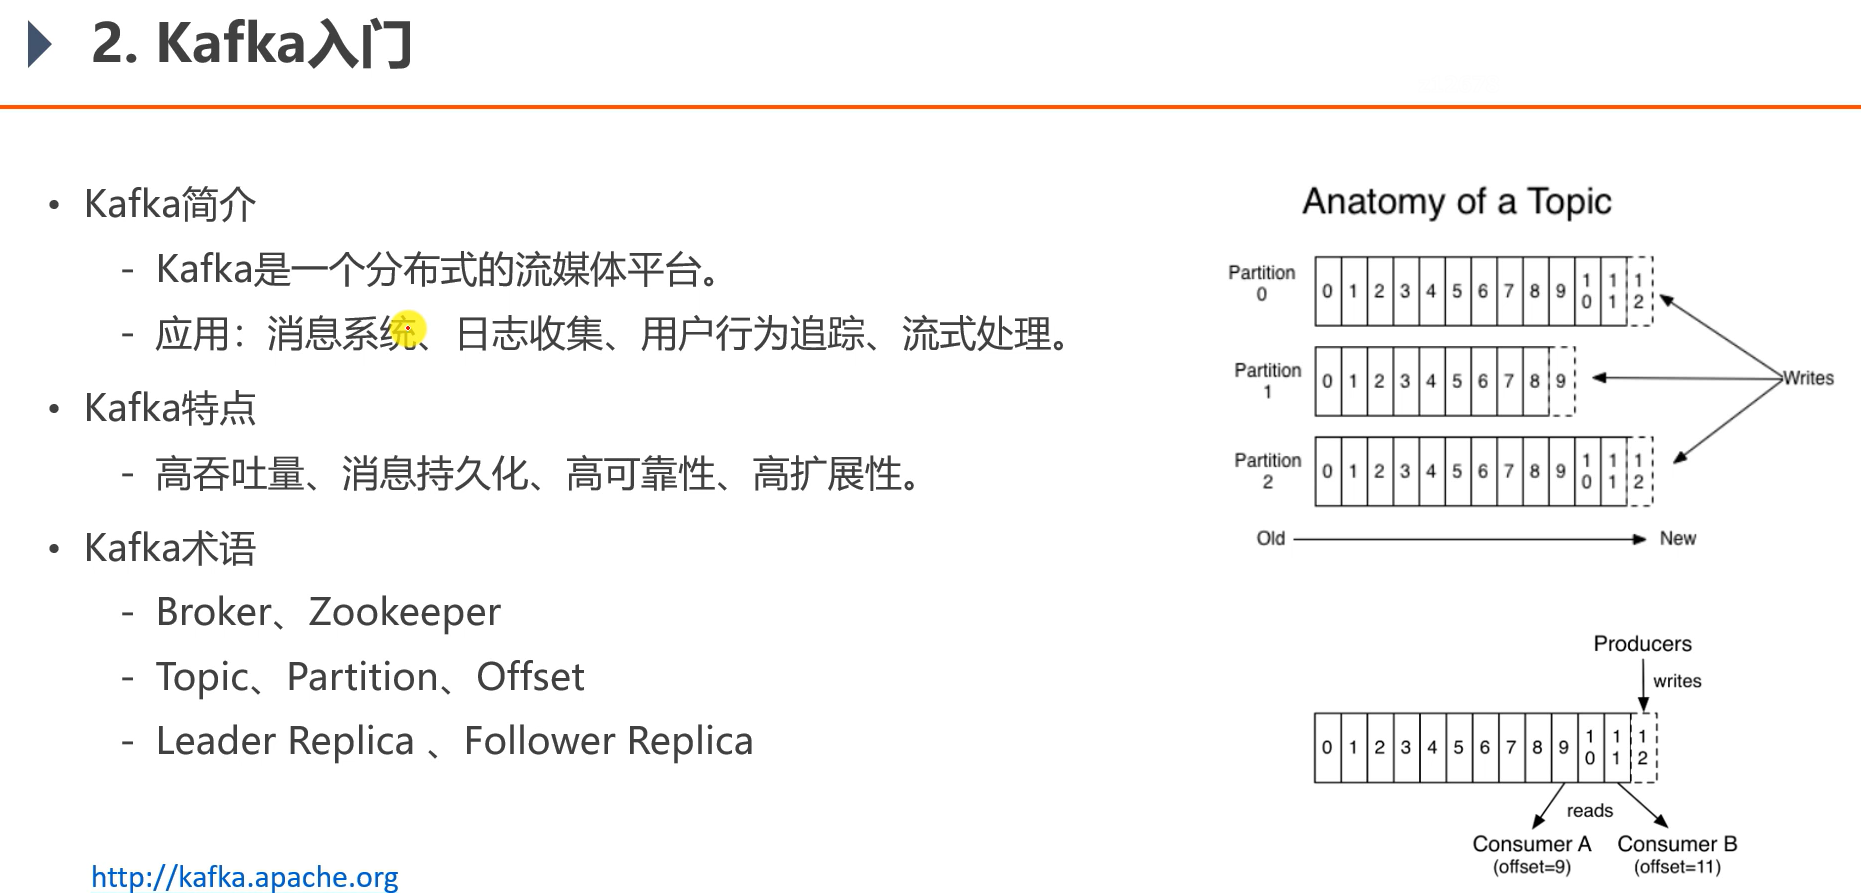 2. Kafka入门
• Kafka简介
- Kafka是一个分布式的流媒体平台。
- 应用：消息系统、日志收集、用户行为追踪、流式处理。
• Kafka特点
- 高吞吐量、消息持久化、高可靠性、高扩展性。
• Kafka术语
- Broker、Zookeeper
- Topic、Partition、Offset
- Leader Replica 、Follower Replica
http://kafka.apache.org
Anatomy of a Topic
Partition 0
0 1 2 3 4 5 6 7 8 9 10 11 12
Partition 1
0 1 2 3 4 5 6 7 8 9
Writes
Partition 2
0 1 2 3 4 5 6 7 8 9 10 11 12
Old New
Producers
writes
0 1 2 3 4 5 6 7 8 9 10 11 12
reads
Consumer A Consumer B
(offset=9) (offset=11)